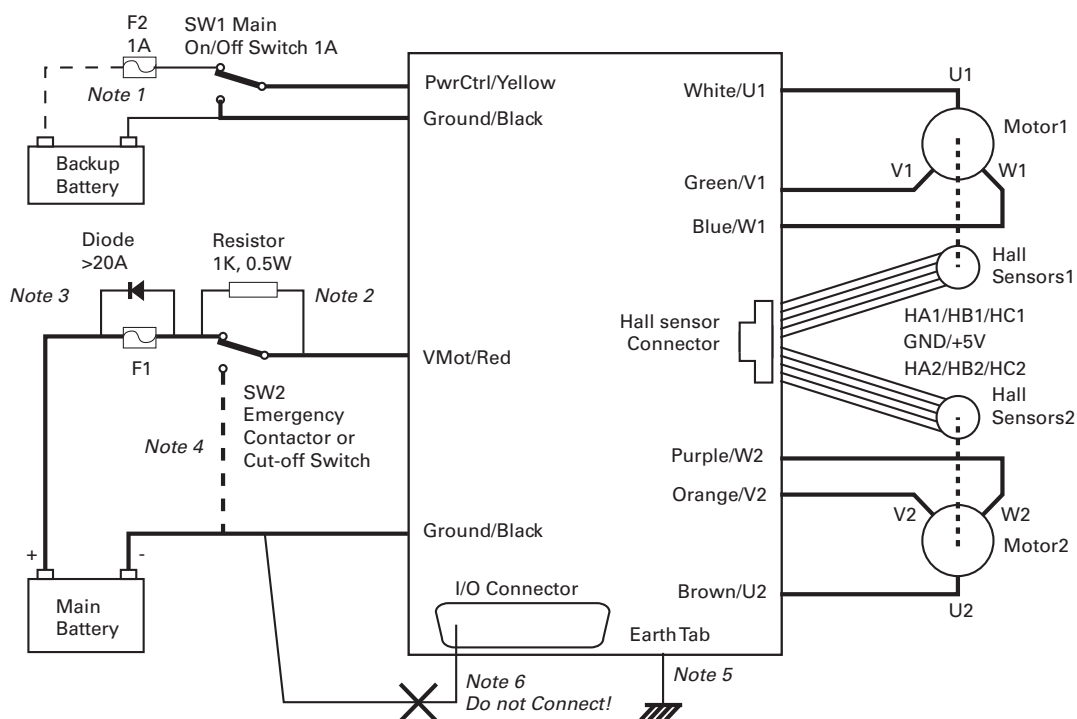 F2
1A
SW1 Main
On/Off Switch 1A
Note 1
Backup
Battery
PwrCtrl/Yellow
Ground/Black
White/U1
U1
Motor1
V1
W1
Green/V1
Blue/W1
Diode
>20A
Resistor
1K, 0.5W
Note 3
Note 2
F1
VMot/Red
Hall sensor
Connector
Hall
Sensors1
HA1/HB1/HC1
GND/+5V
HA2/HB2/HC2
Hall
Sensors2
SW2
Emergency
Contactor or
Cut-off Switch
Note 4
Purple/W2
Orange/V2
V2
W2
Motor2
Ground/Black
+
-
Main
Battery
I/O Connector
Brown/U2
U2
Earth Tab
Note 5
Note 6
Do not Connect!